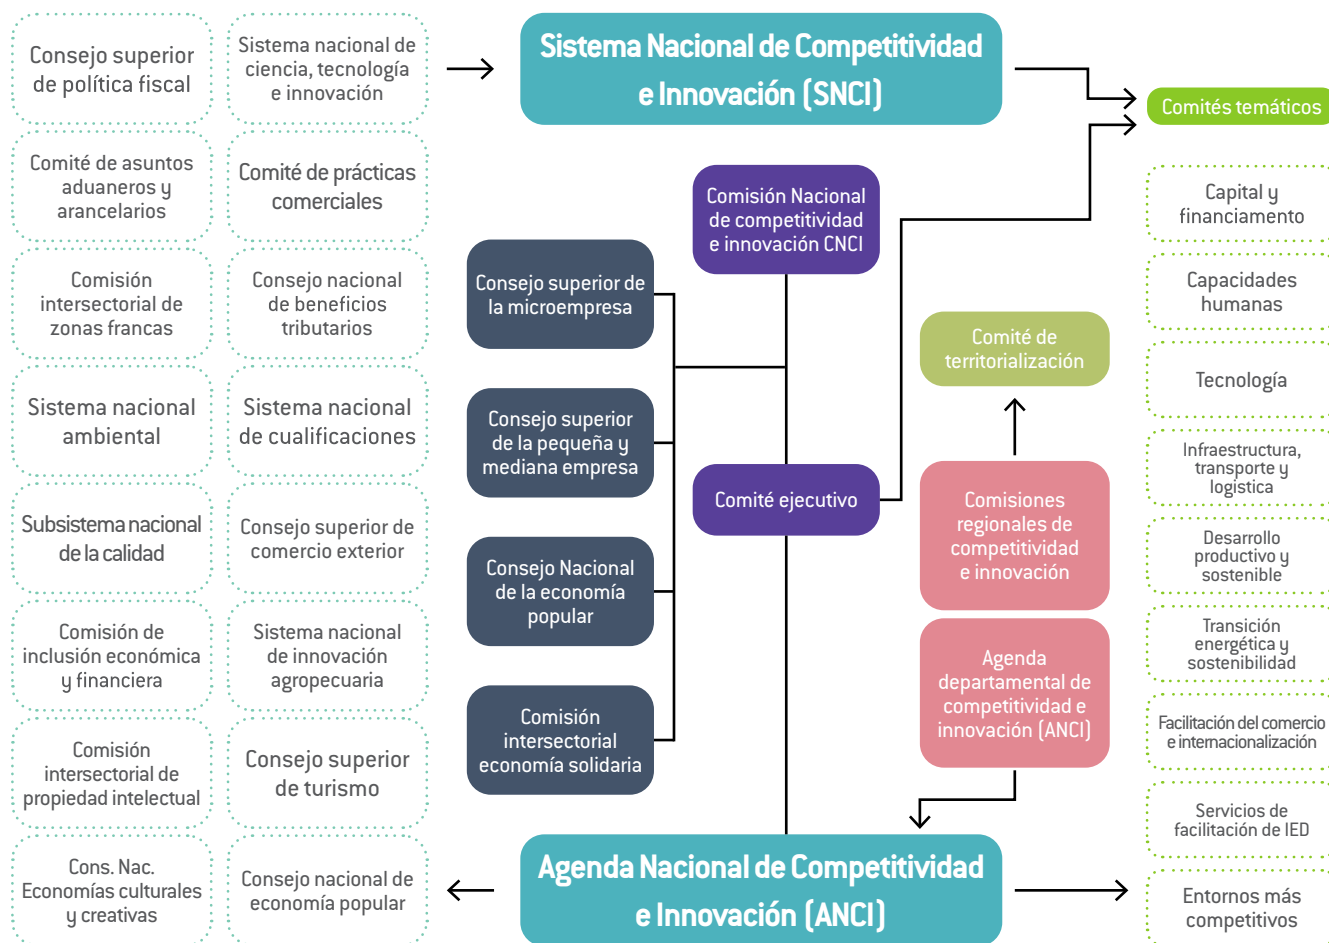 Consejo superior
de política fiscal
Sistema nacional de
ciencia, tecnología
e innovación
Comité de asuntos
aduaneros y
arancelarios
Comité de prácticas
comerciales
Comisión
intersectorial de
zonas francas
Consejo nacional
de beneficios
tributarios
Sistema nacional
ambiental
Sistema nacional
de cualificaciones
Subsistema nacional
de la calidad
Consejo superior de
comercio exterior
Comisión de
inclusión económica
y financiera
Sistema nacional
de innovación
agropecuaria
Comisión
intersectorial de
propiedad intelectual
Consejo superior
de turismo
Cons. Nac.
Economías culturales
y creativas
Consejo nacional de
economía popular
Sistema Nacional de Competitividad
e Innovación (SNCI)
Comisión Nacional
de competitividad
e innovación CNCI
Consejo superior de
la microempresa
Consejo superior
de la pequeña y
mediana empresa
Consejo Nacional
de la economía
popular
Comisión
intersectorial
economía solidaria
Comité ejecutivo
Comité de
territorialización
Comisiones
regionales de
competitividad
e innovación
Agenda
departamental de
competitividad e
innovación (ANCI)
Agenda Nacional de Competitividad
e Innovación (ANCI)
Comités temáticos
Capital y
financiamento
Capacidades
humanas
Tecnología
Infraestructura,
transporte y
logística
Desarrollo
productivo y
sostenible
Transición
energética y
sostenibilidad
Facilitación del comercio
e internacionalización
Servicios de
facilitación de IED
Entornos más
competitivos